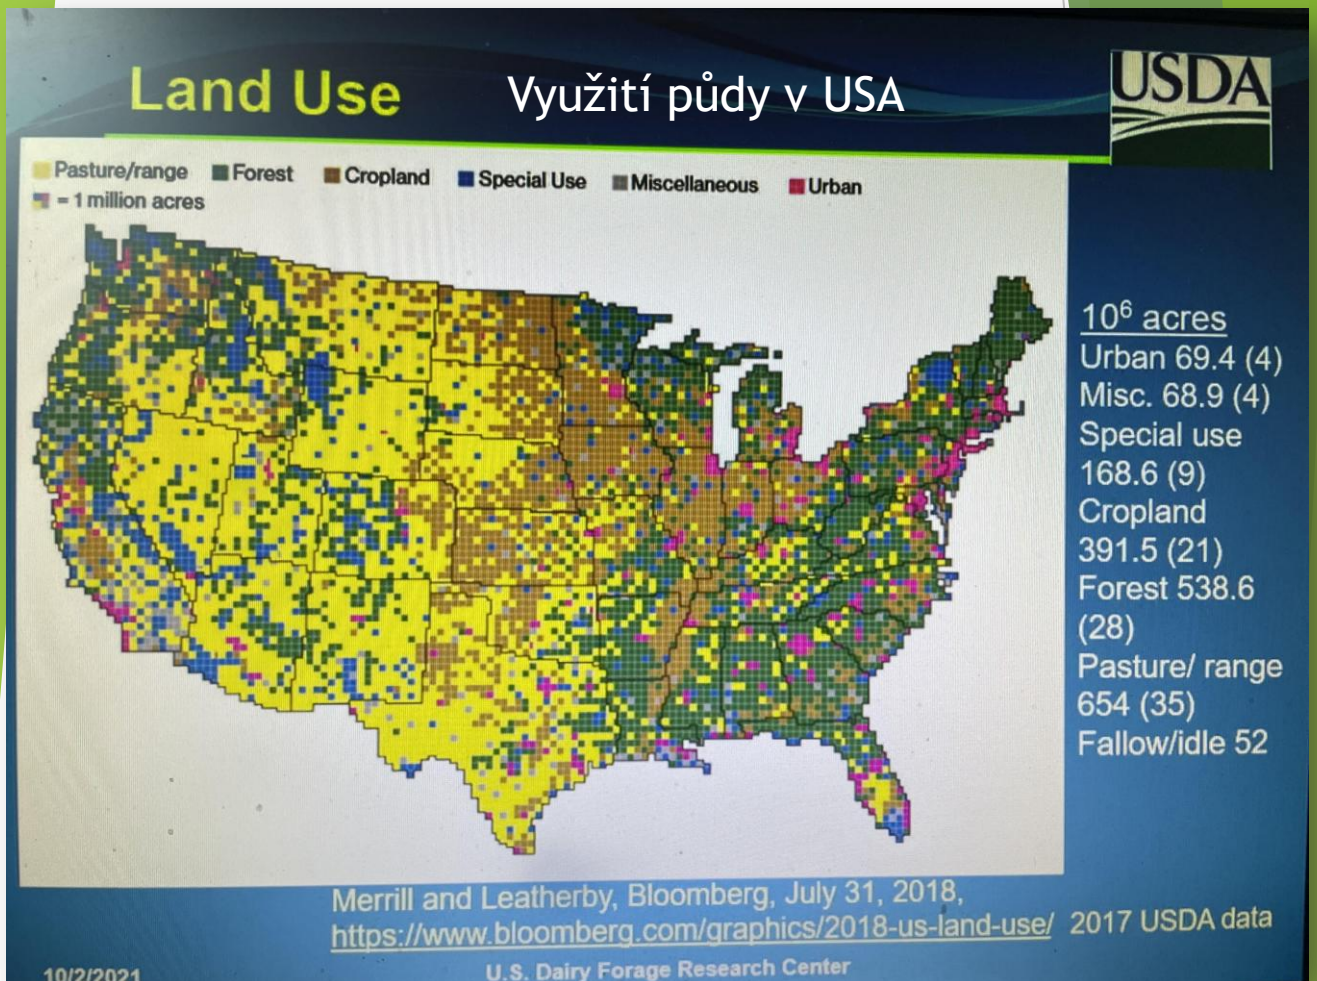 Land Use
Využití půdy v USA
USDA
Pasture/range
Forest
Cropland
Special Use
Miscellaneous
Urban
= 1 million acres
10⁶ acres
Urban 69.4 (4)
Misc. 68.9 (4)
Special use
168.6 (9)
Cropland
391.5 (21)
Forest 538.6
(28)
Pasture/ range
654 (35)
Fallow/idle 52
Merrill and Leatherby, Bloomberg, July 31, 2018,
https://www.bloomberg.com/graphics/2018-us-land-use/ 2017 USDA data
10/2/2021
U.S. Dairy Forage Research Center